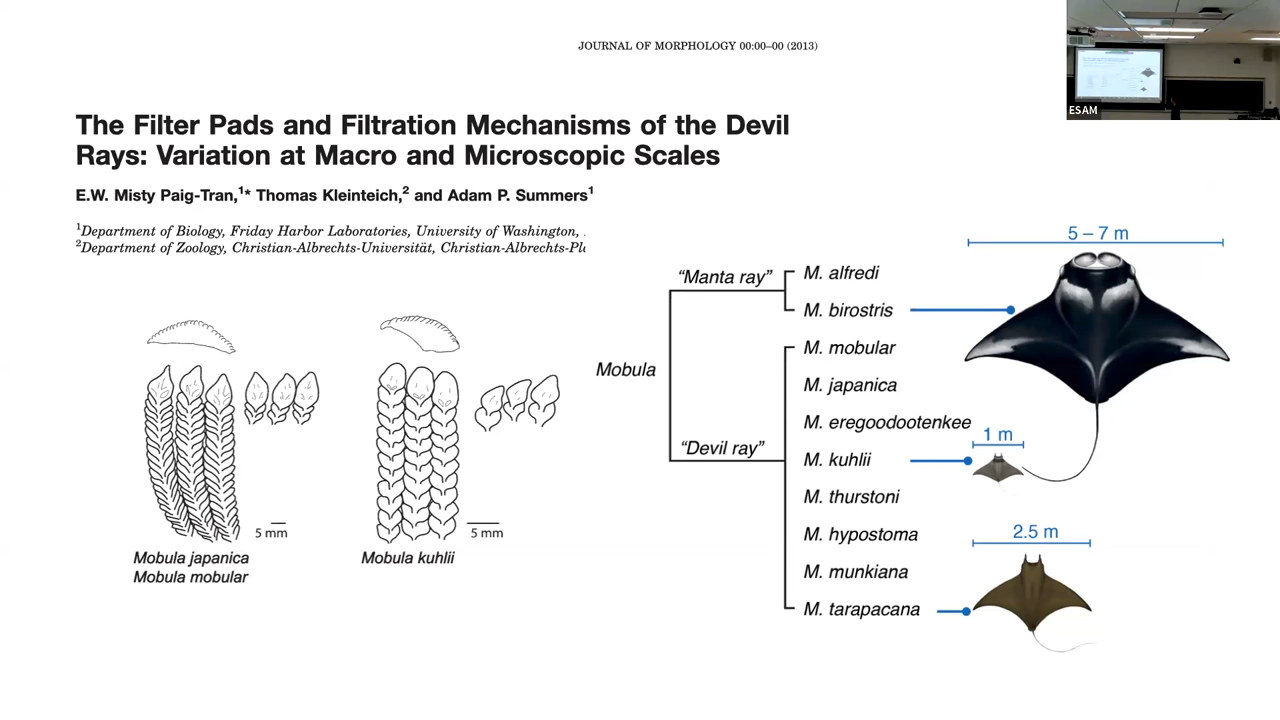 JOURNAL OF MORPHOLOGY 00:00–00 (2013)
ESAM
The Filter Pads and Filtration Mechanisms of the Devil
Rays: Variation at Macro and Microscopic Scales
E.W. Misty Paig-Tran,1* Thomas Kleinteich,2 and Adam P. Summers1
1Department of Biology, Friday Harbor Laboratories, University of Washington,
2Department of Zoology, Christian-Albrechts-Universität, Christian-Albrechts-Pl
5 mm
Mobula japanica
Mobula mobular
5 mm
Mobula kuhlii
Mobula
“Manta ray”
M. alfredi
M. birostris
“Devil ray”
M. mobular
M. japanica
M. eregoodootenkee
M. kuhlii
M. thurstoni
M. hypostoma
M. munkiana
M. tarapacana
5 – 7 m
1 m
2.5 m